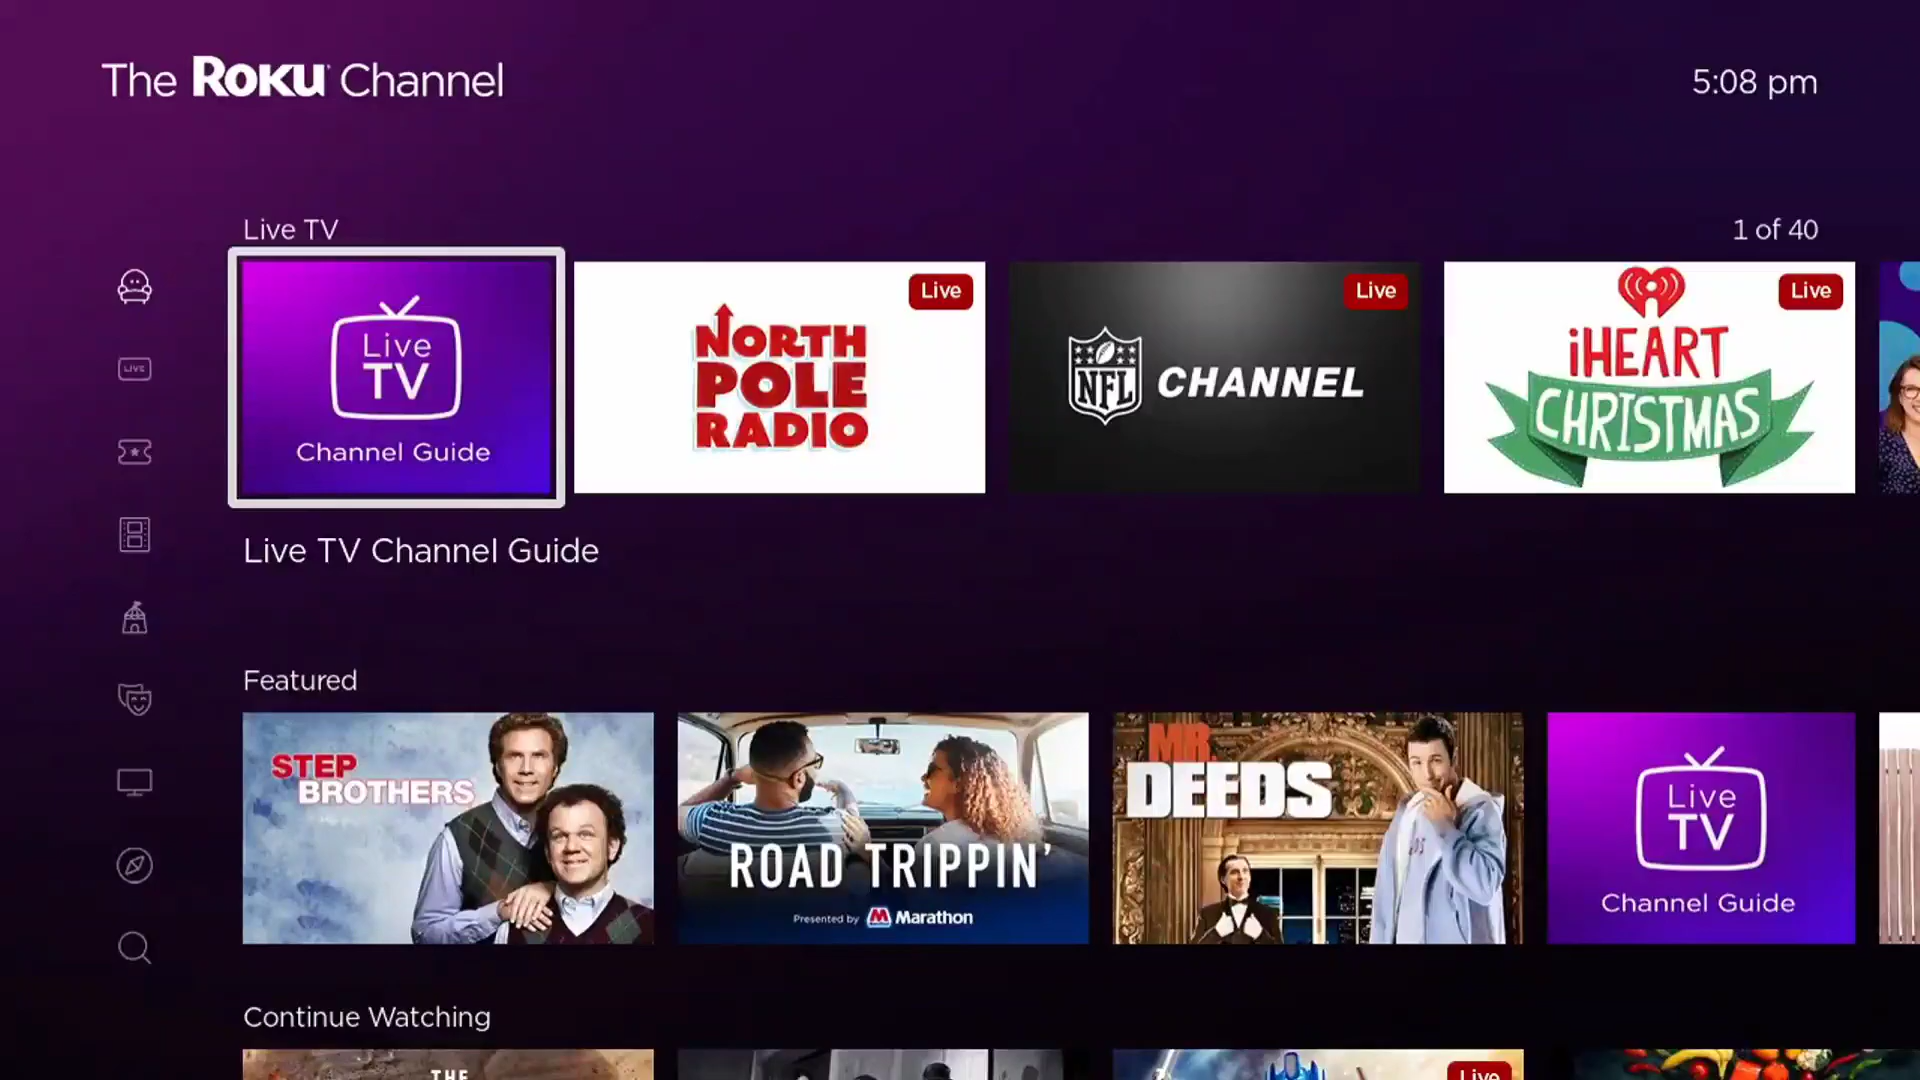 The Roku Channel
5:08 pm
Live TV
1 of 40
Live
TV
Channel Guide
Live
NORTH
POLE
RADIO
Live
NFL
CHANNEL
Live
iHEART
CHRISTMAS
LIVE
Live TV Channel Guide
Featured
STEP
BROTHERS
ROAD TRIPPIN'
Presented by M Marathon
MR.
DEEDS
Live
TV
Channel Guide
Continue Watching
THE
Live